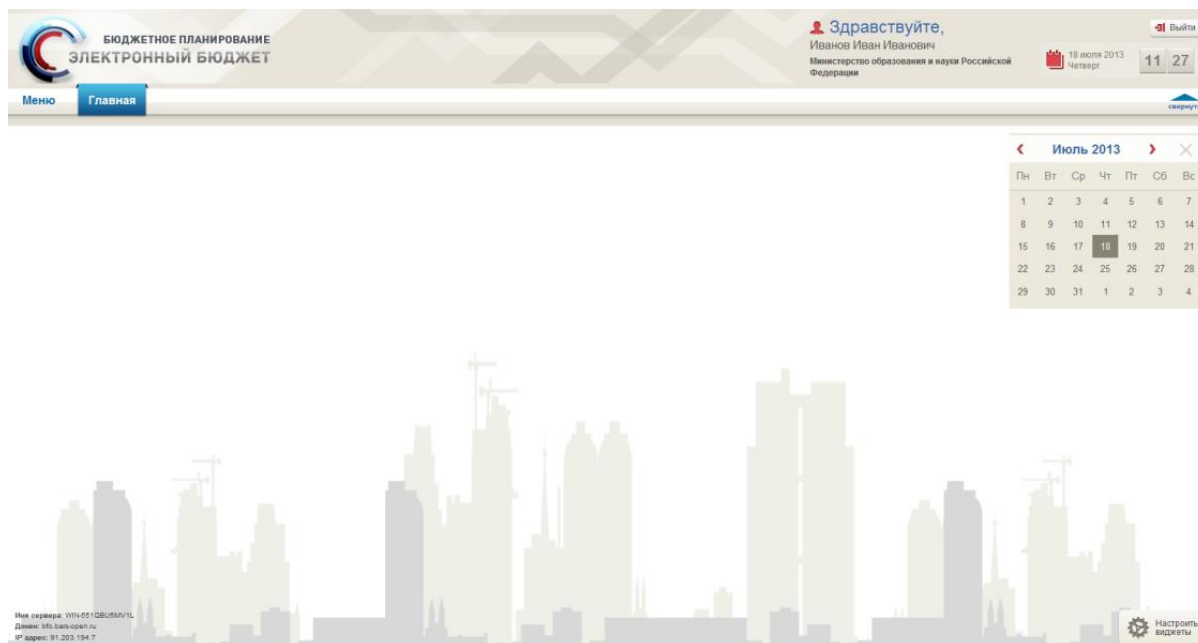 БЮДЖЕТНОЕ ПЛАНИРОВАНИЕ
ЭЛЕКТРОННЫЙ БЮДЖЕТ
Здравствуйте,
Иванов Иван Иванович
Министерство образования и науки Российской
Федерации
Выйти
18 июля 2013
Четверг
11 27
Меню Главная
свернуть
Июль 2013
Пн Вт Ср Чт Пт Сб Вс
1 2 3 4 5 6 7
8 9 10 11 12 13 14
15 16 17 18 19 20 21
22 23 24 25 26 27 28
29 30 31 1 2 3 4
Имя сервера:
Домен: bfo.bars-open.ru
IP адрес: 91.203.194.7
Настроить
виджеты